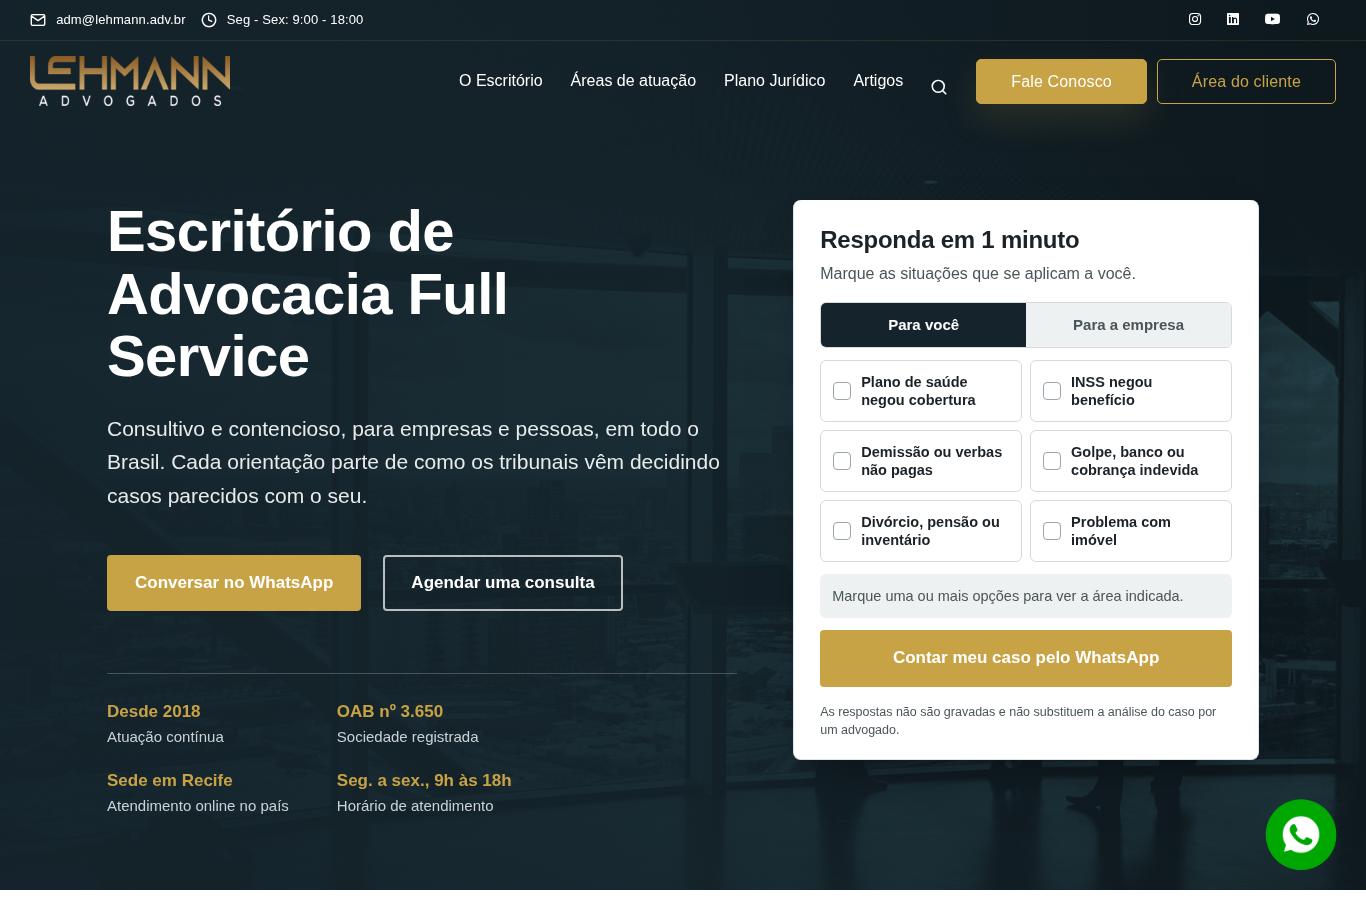 adm@lehmann.adv.br
Seg - Sex: 9:00 - 18:00
LEHMANN
ADVOGADOS
O Escritório
Áreas de atuação
Plano Jurídico
Artigos
Fale Conosco
Área do cliente
Escritório de
Advocacia Full
Service
Consultivo e contencioso, para empresas e pessoas, em todo o
Brasil. Cada orientação parte de como os tribunais vêm decidindo
casos parecidos com o seu.
Conversar no WhatsApp
Agendar uma consulta
Desde 2018
Atuação contínua
OAB nº 3.650
Sociedade registrada
Sede em Recife
Atendimento online no país
Seg. a sex., 9h às 18h
Horário de atendimento
Responda em 1 minuto
Marque as situações que se aplicam a você.
Para você
Para a empresa
Plano de saúde
negou cobertura
INSS negou
benefício
Demissão ou verbas
não pagas
Golpe, banco ou
cobrança indevida
Divórcio, pensão ou
inventário
Problema com
imóvel
Marque uma ou mais opções para ver a área indicada.
Contar meu caso pelo WhatsApp
As respostas não são gravadas e não substituem a análise do caso por
um advogado.